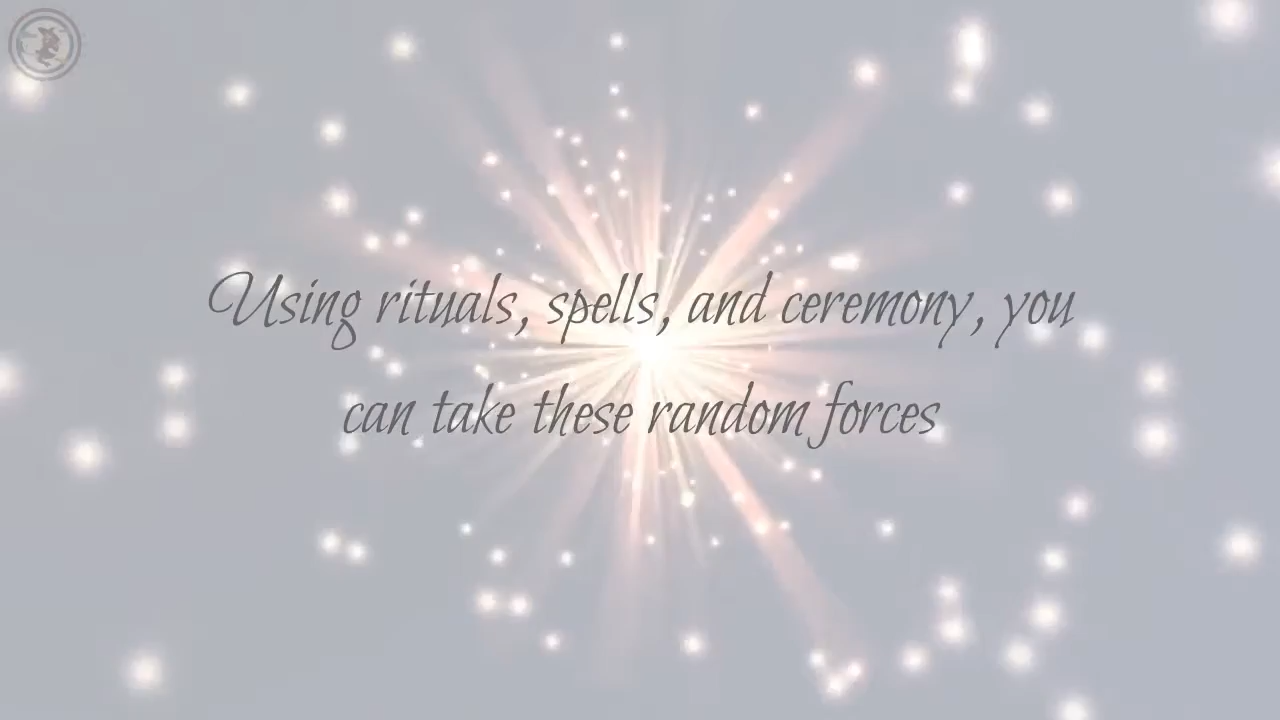 Using rituals, spells, and ceremony, you
can take these random forces